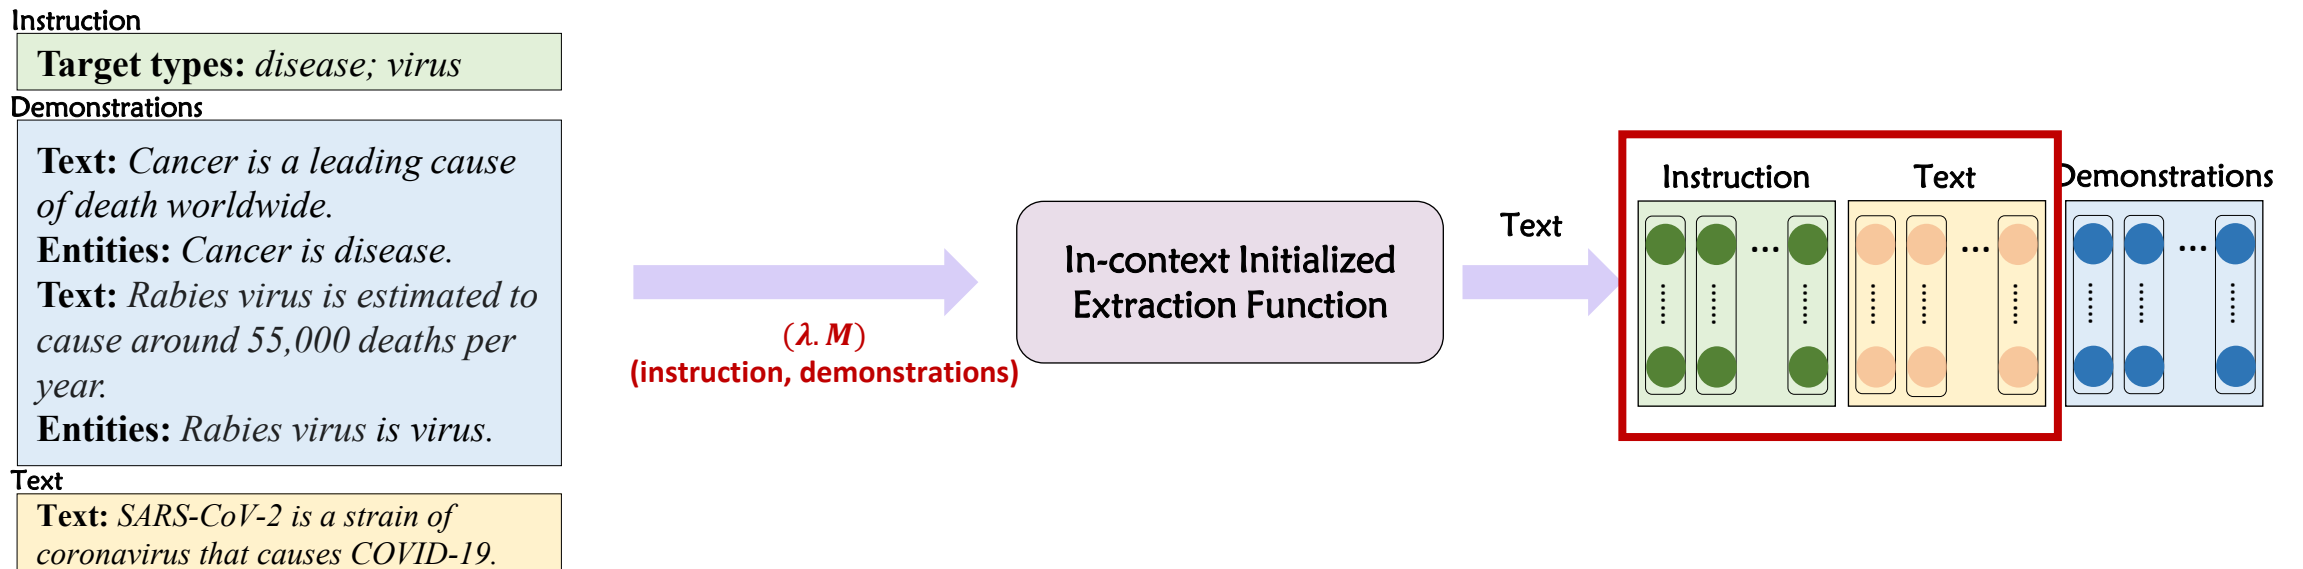 Instruction
Target types: disease; virus
Demonstrations
Text: Cancer is a leading cause
of death worldwide.
Entities: Cancer is disease.
Text: Rabies virus is estimated to
cause around 55,000 deaths per
year.
Entities: Rabies virus is virus.
Text
Text: SARS-CoV-2 is a strain of
coronavirus that causes COVID-19.
(λ. M)
(instruction, demonstrations)
In-context Initialized
Extraction Function
Text
Instruction
Text
Demonstrations